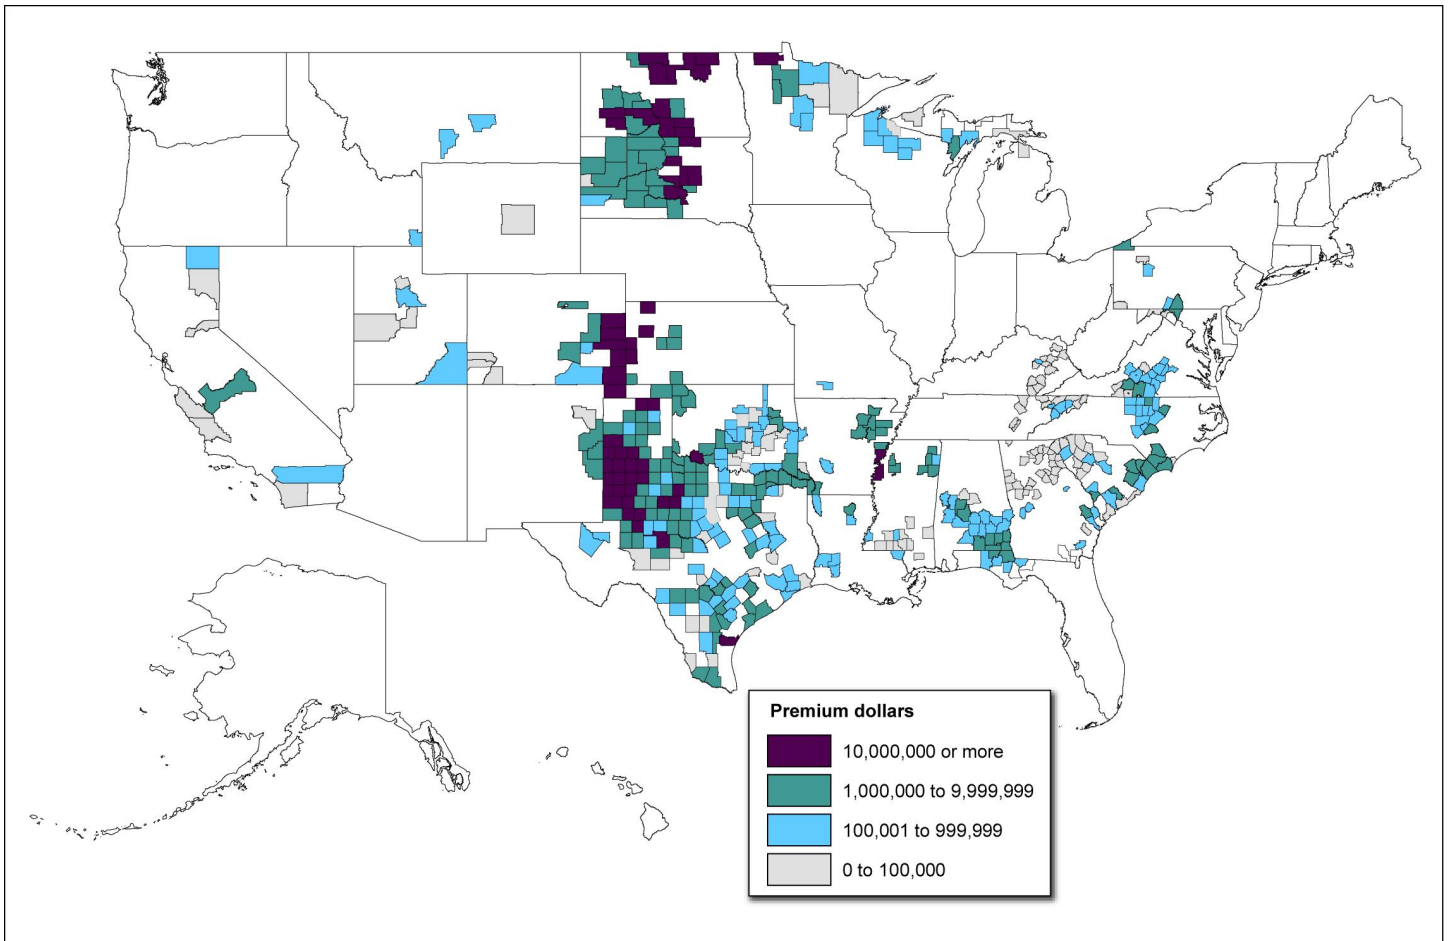 Premium dollars
10,000,000 or more
1,000,000 to 9,999,999
100,001 to 999,999
0 to 100,000